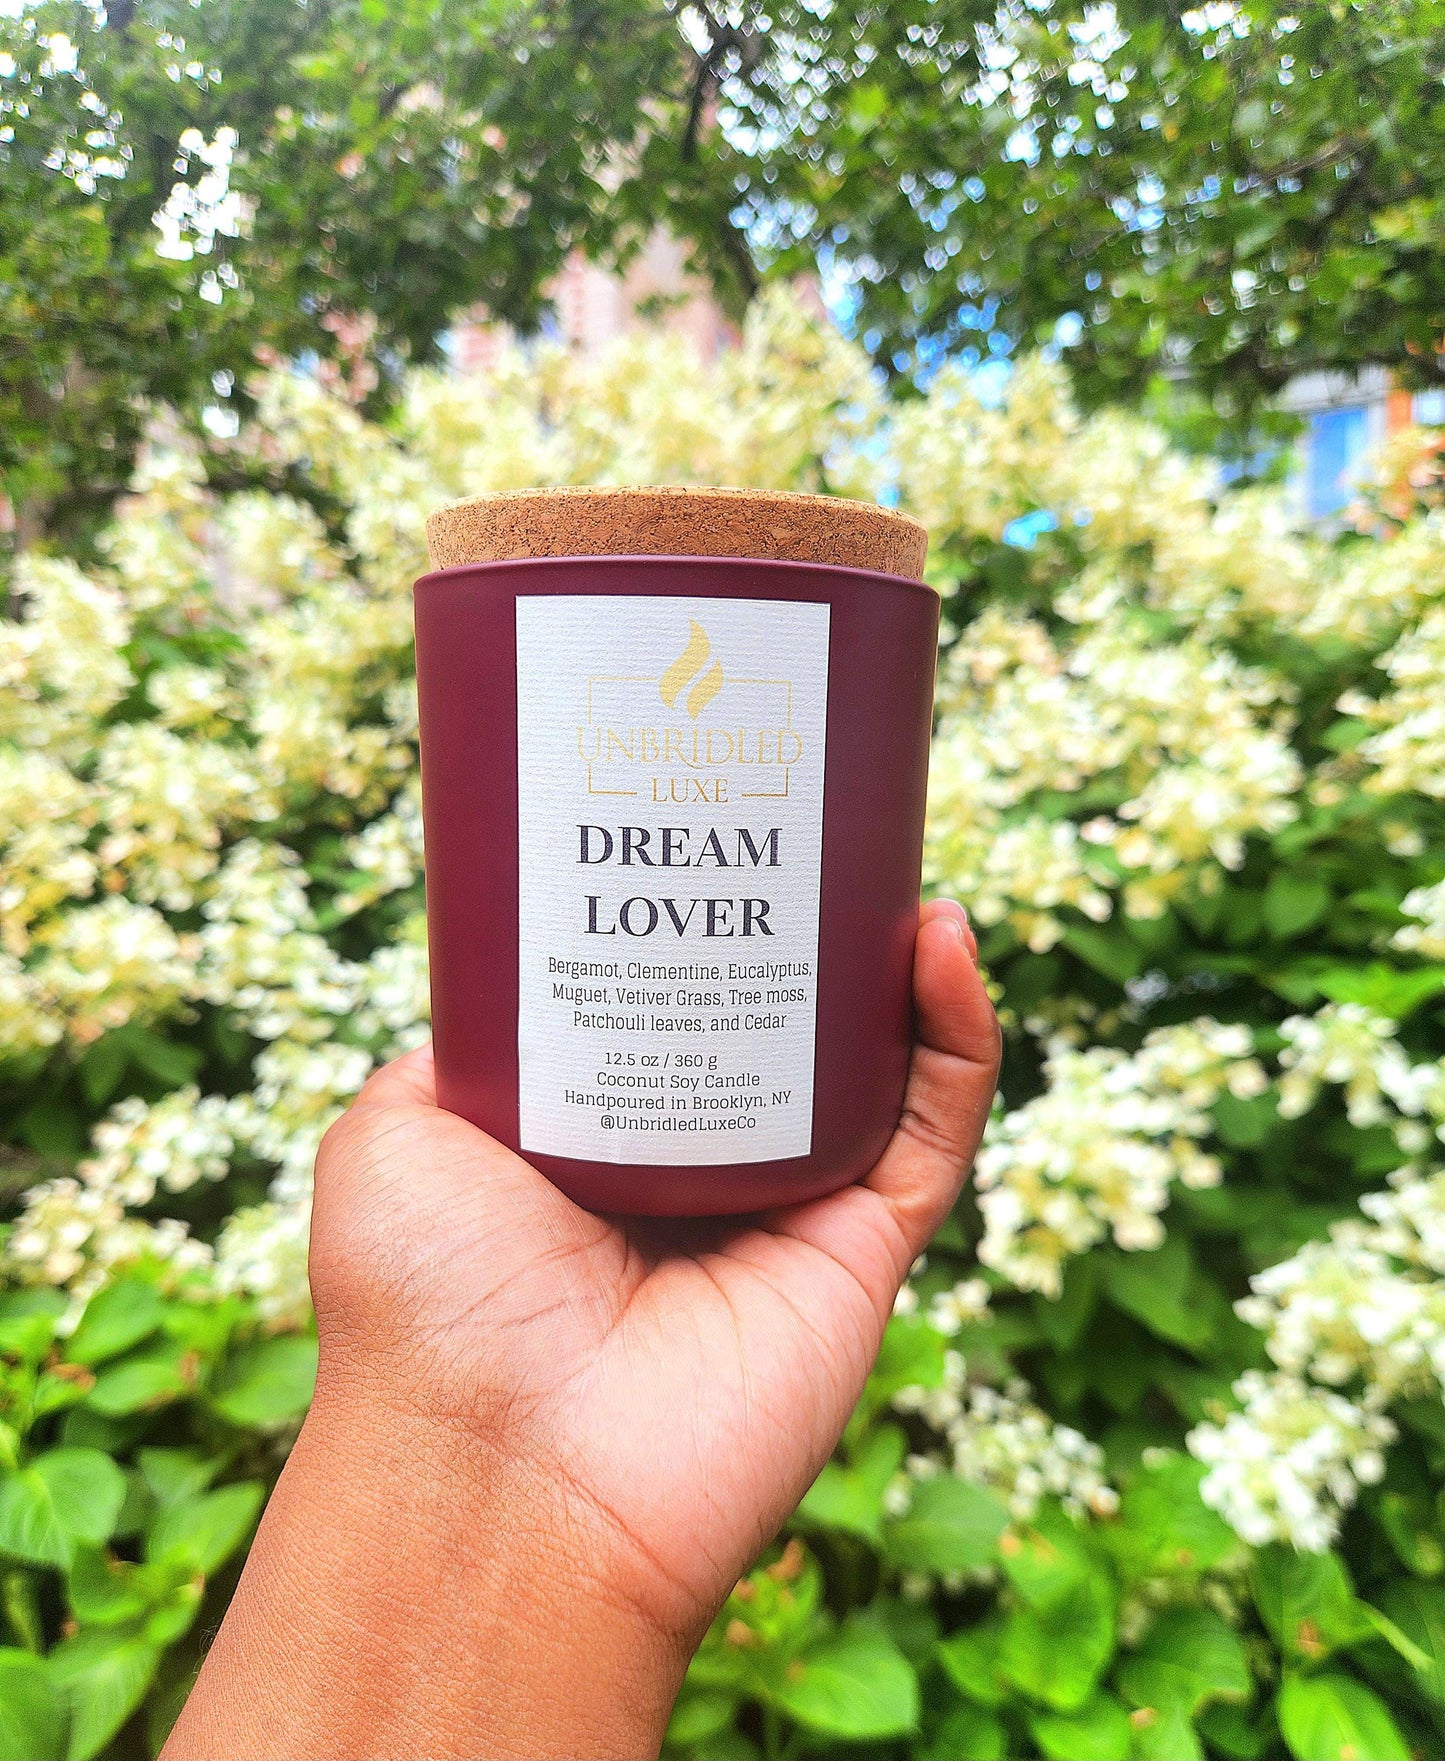 UNBRIDLED
LUXE
DREAM
LOVER
Bergamot, Clementine, Eucalyptus,
Muguet, Vetiver Grass, Tree moss,
Patchouli leaves, and Cedar
12.5 oz / 360 g
Coconut Soy Candle
Handpoured in Brooklyn, NY
@UnbridledLuxeCo